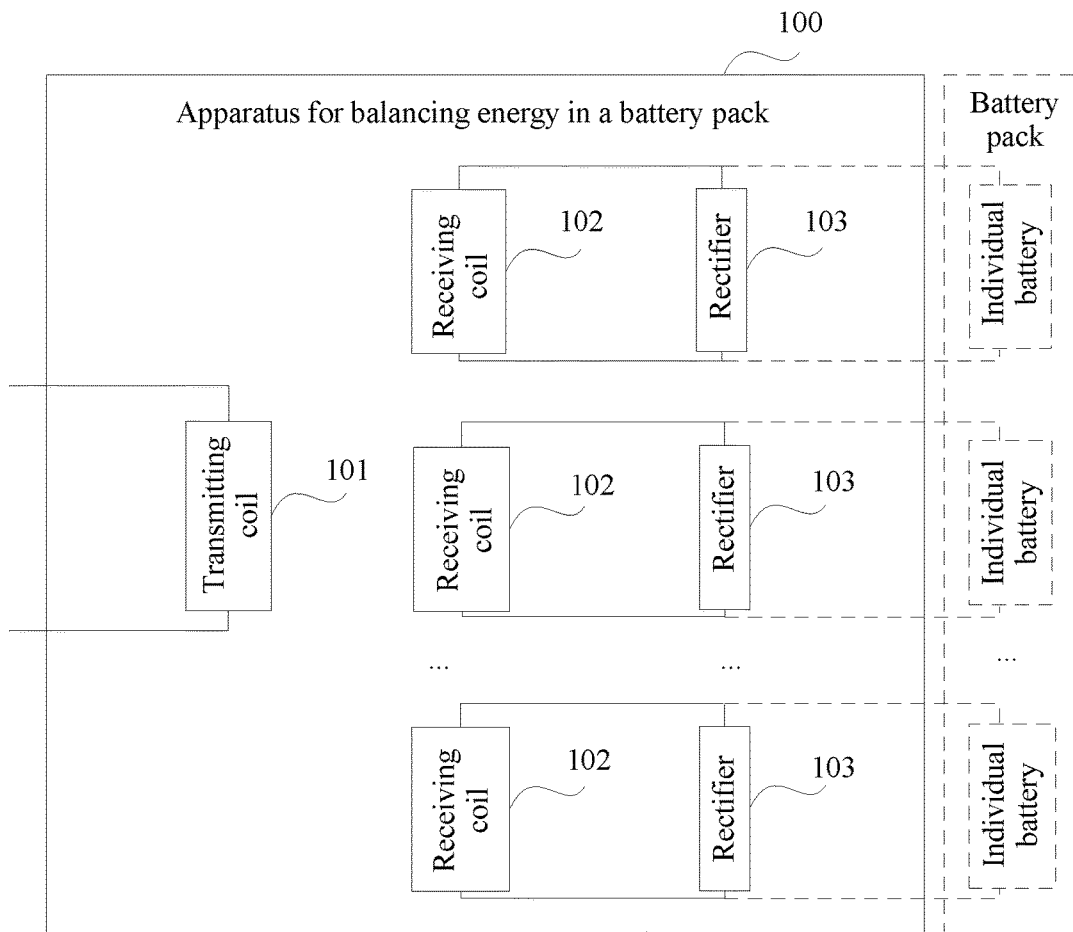 100
Apparatus for balancing energy in a battery pack
Battery
pack
Receiving
coil
102
Rectifier
103
Individual
battery
Transmitting
coil
101
Receiving
coil
102
Rectifier
103
Individual
battery
...
...
...
Receiving
coil
102
Rectifier
103
Individual
battery